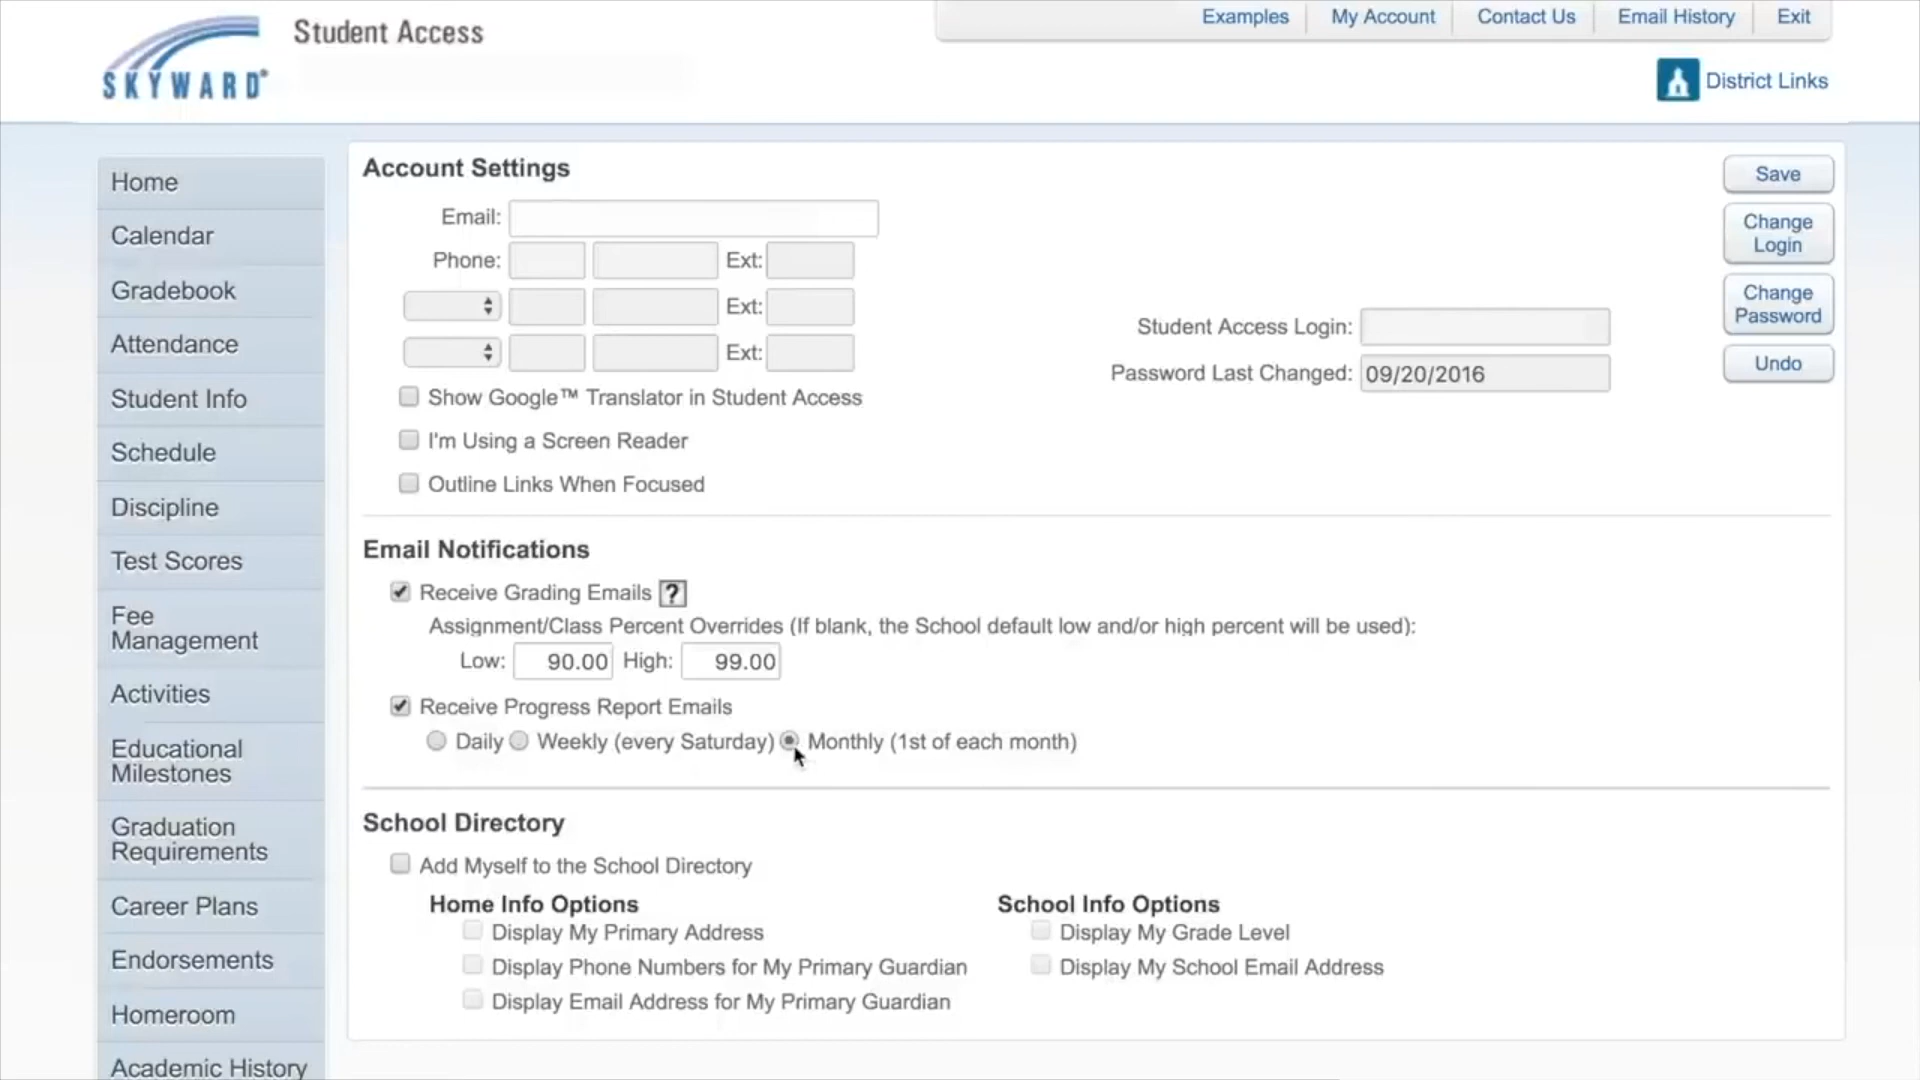 SKYWARD®
Student Access
Examples
My Account
Contact Us
Email History
Exit
District Links
Home
Calendar
Gradebook
Attendance
Student Info
Schedule
Discipline
Test Scores
Fee
Management
Activities
Educational
Milestones
Graduation
Requirements
Career Plans
Endorsements
Homeroom
Academic History
Account Settings
Email:
Phone: Ext:
Ext:
Ext:
Show Google™ Translator in Student Access
I'm Using a Screen Reader
Outline Links When Focused
Student Access Login:
Password Last Changed: 09/20/2016
Save
Change
Login
Change
Password
Undo
Email Notifications
Receive Grading Emails ?
Assignment/Class Percent Overrides (If blank, the School default low and/or high percent will be used):
Low: 90.00 High: 99.00
Receive Progress Report Emails
Daily Weekly (every Saturday) Monthly (1st of each month)
School Directory
Add Myself to the School Directory
Home Info Options
Display My Primary Address
Display Phone Numbers for My Primary Guardian
Display Email Address for My Primary Guardian
School Info Options
Display My Grade Level
Display My School Email Address